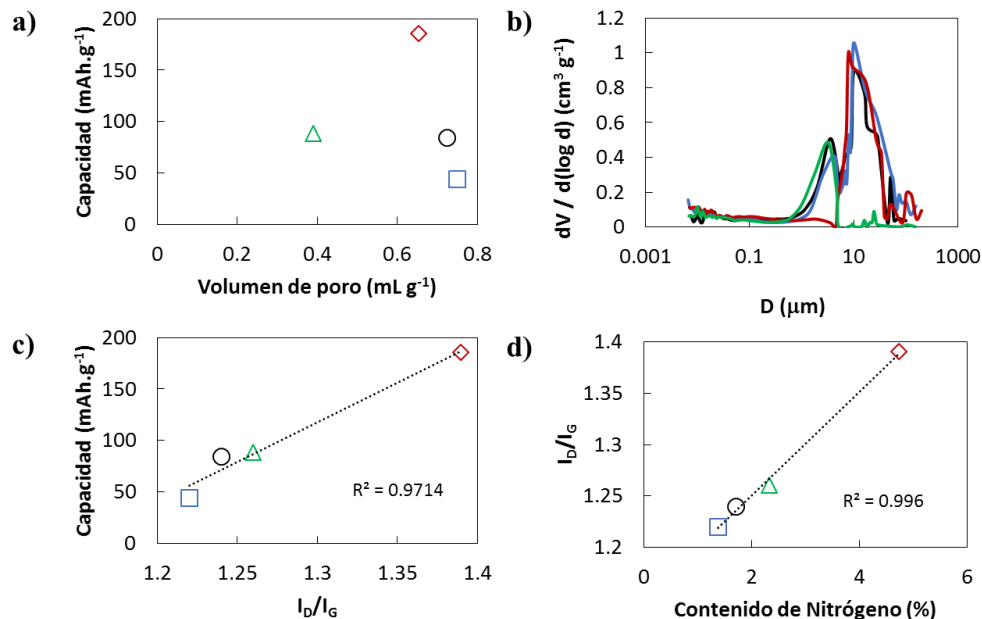 a)
Capacidad (mAh.g-1)
200
150
100
50
0
0
0.2
0.4
0.6
0.8
Volumen de poro (mL g-1)
b)
dV / d(log d) (cm3 g-1)
1.2
1
0.8
0.6
0.4
0.2
0
0.001
0.1
10
1000
D (μm)
c)
Capacidad (mAh.g-1)
200
150
100
50
0
R² = 0.9714
1.2
1.25
1.3
1.35
1.4
ID/IG
d)
ID/IG
1.4
1.3
1.25
1.2
R² = 0.996
0
2
4
6
Contenido de Nitrógeno (%)